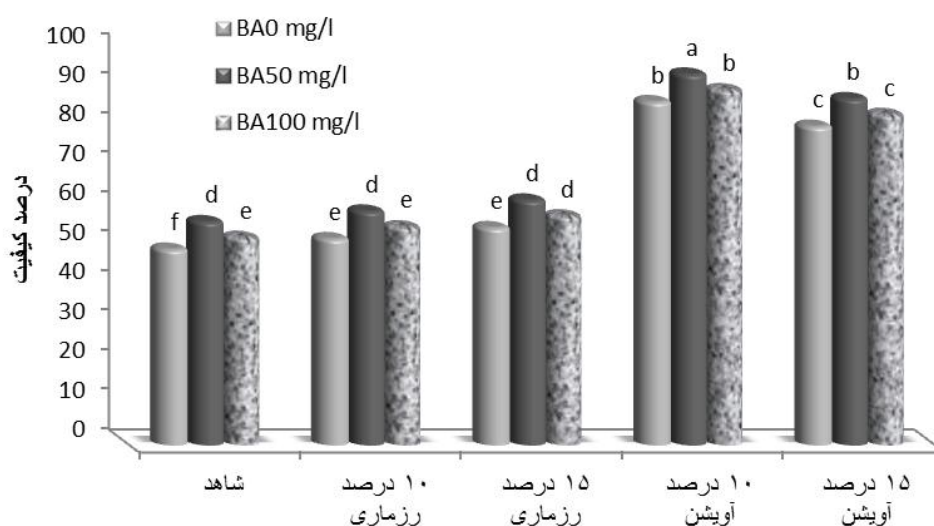 درصد کیفیت
100
90
80
70
60
50
40
30
20
10
0
BA0 mg/l
BA50 mg/l
BA100 mg/l
f d e
e d e
e d d
b a b
c b c
شاهد
۱۰ درصد
رزماری
۱۵ درصد
رزماری
۱۰ درصد
آویشن
۱۵ درصد
آویشن